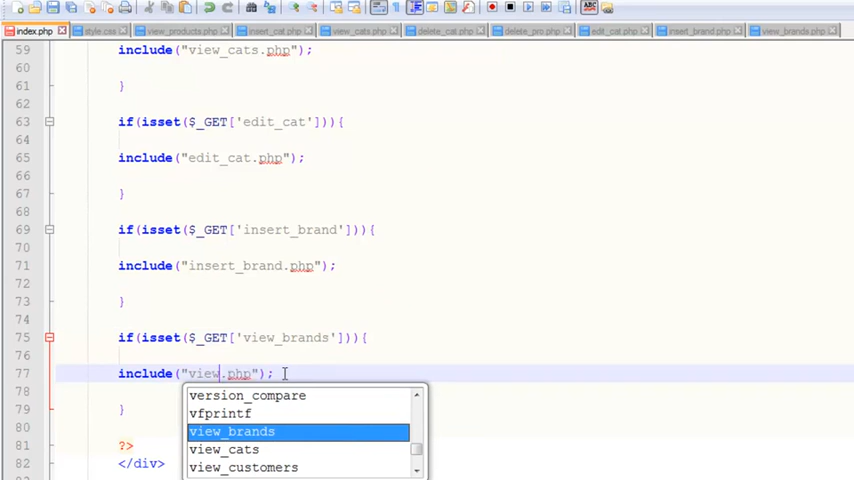 index.php style.css view_products.php insert_cat.php view_cats.php delete_cat.php delete_pro.php edit_cat.php insert_brand.php view_brands.php
59 include("view_cats.php");
60
61 }
62
63 if(isset($_GET['edit_cat'])){
64
65 include("edit_cat.php");
66
67 }
68
69 if(isset($_GET['insert_brand'])){
70
71 include("insert_brand.php");
72
73 }
74
75 if(isset($_GET['view_brands'])){
76
77 include("view.php");
78 version_compare
vfprintf
79 }
80 view_brands
81 ?>
view_cats
82 </div>
view_customers